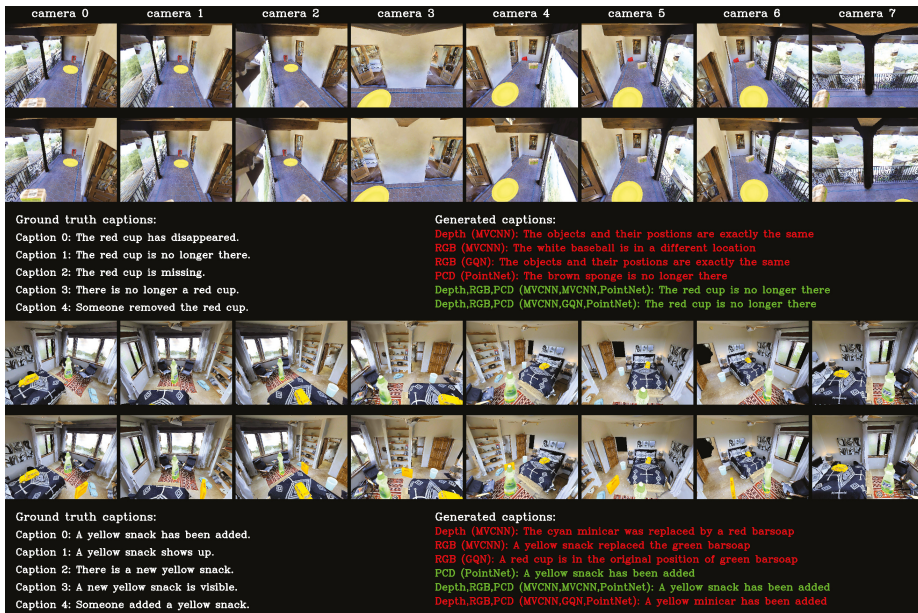 camera 0 camera 1 camera 2 camera 3 camera 4 camera 5 camera 6 camera 7
Ground truth captions:
Caption 0: The red cup has disappeared.
Caption 1: The red cup is no longer there.
Caption 2: The red cup is missing.
Caption 3: There is no longer a red cup.
Caption 4: Someone removed the red cup.
Generated captions:
Depth (MVCNN): The objects and their postions are exactly the same
RGB (MVCNN): The white baseball is in a different location
RGB (GQN): The objects and their postions are exactly the same
PCD (PointNet): The brown sponge is no longer there
Depth,RGB,PCD (MVCNN,MVCNN,PointNet): The red cup is no longer there
Depth,RGB,PCD (MVCNN,GQN,PointNet): The red cup is no longer there
Ground truth captions:
Caption 0: A yellow snack has been added.
Caption 1: A yellow snack shows up.
Caption 2: There is a new yellow snack.
Caption 3: A new yellow snack is visible.
Caption 4: Someone added a yellow snack.
Generated captions:
Depth (MVCNN): The cyan minicar was replaced by a red barsoap
RGB (MVCNN): A yellow snack replaced the green barsoap
RGB (GQN): A red cup is in the original position of green barsoap
PCD (PointNet): A yellow snack has been added
Depth,RGB,PCD (MVCNN,MVCNN,PointNet): A yellow snack has been added
Depth,RGB,PCD (MVCNN,GQN,PointNet): A yellow minicar has been added